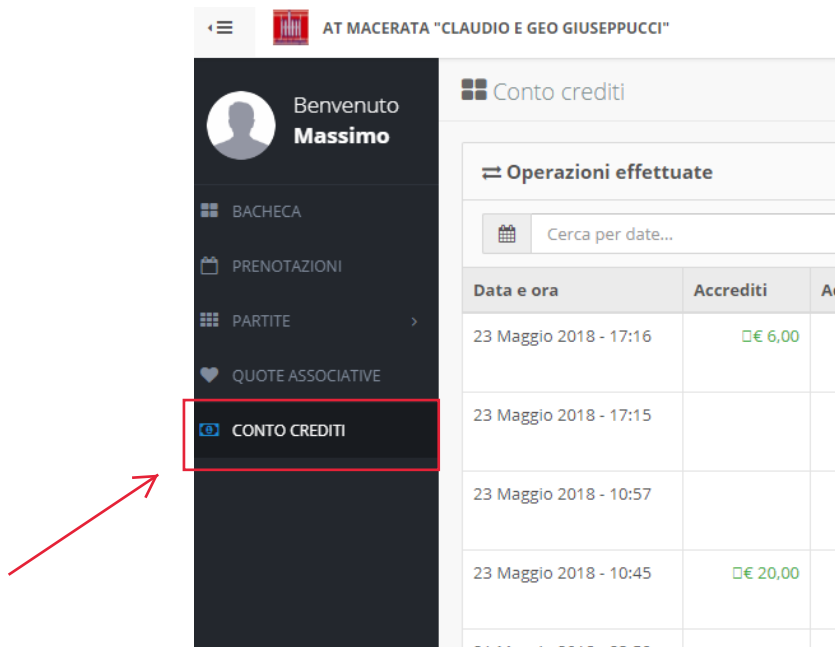 AT MACERATA "CLAUDIO E GEO GIUSEPPUCCI"
Benvenuto
Massimo
BACHECA
PRENOTAZIONI
PARTITE
QUOTE ASSOCIATIVE
CONTO CREDITI
Conto crediti
Operazioni effettuate
Cerca per date...
Data e ora Accrediti
23 Maggio 2018 - 17:16 € 6,00
23 Maggio 2018 - 17:15
23 Maggio 2018 - 10:57
23 Maggio 2018 - 10:45 € 20,00